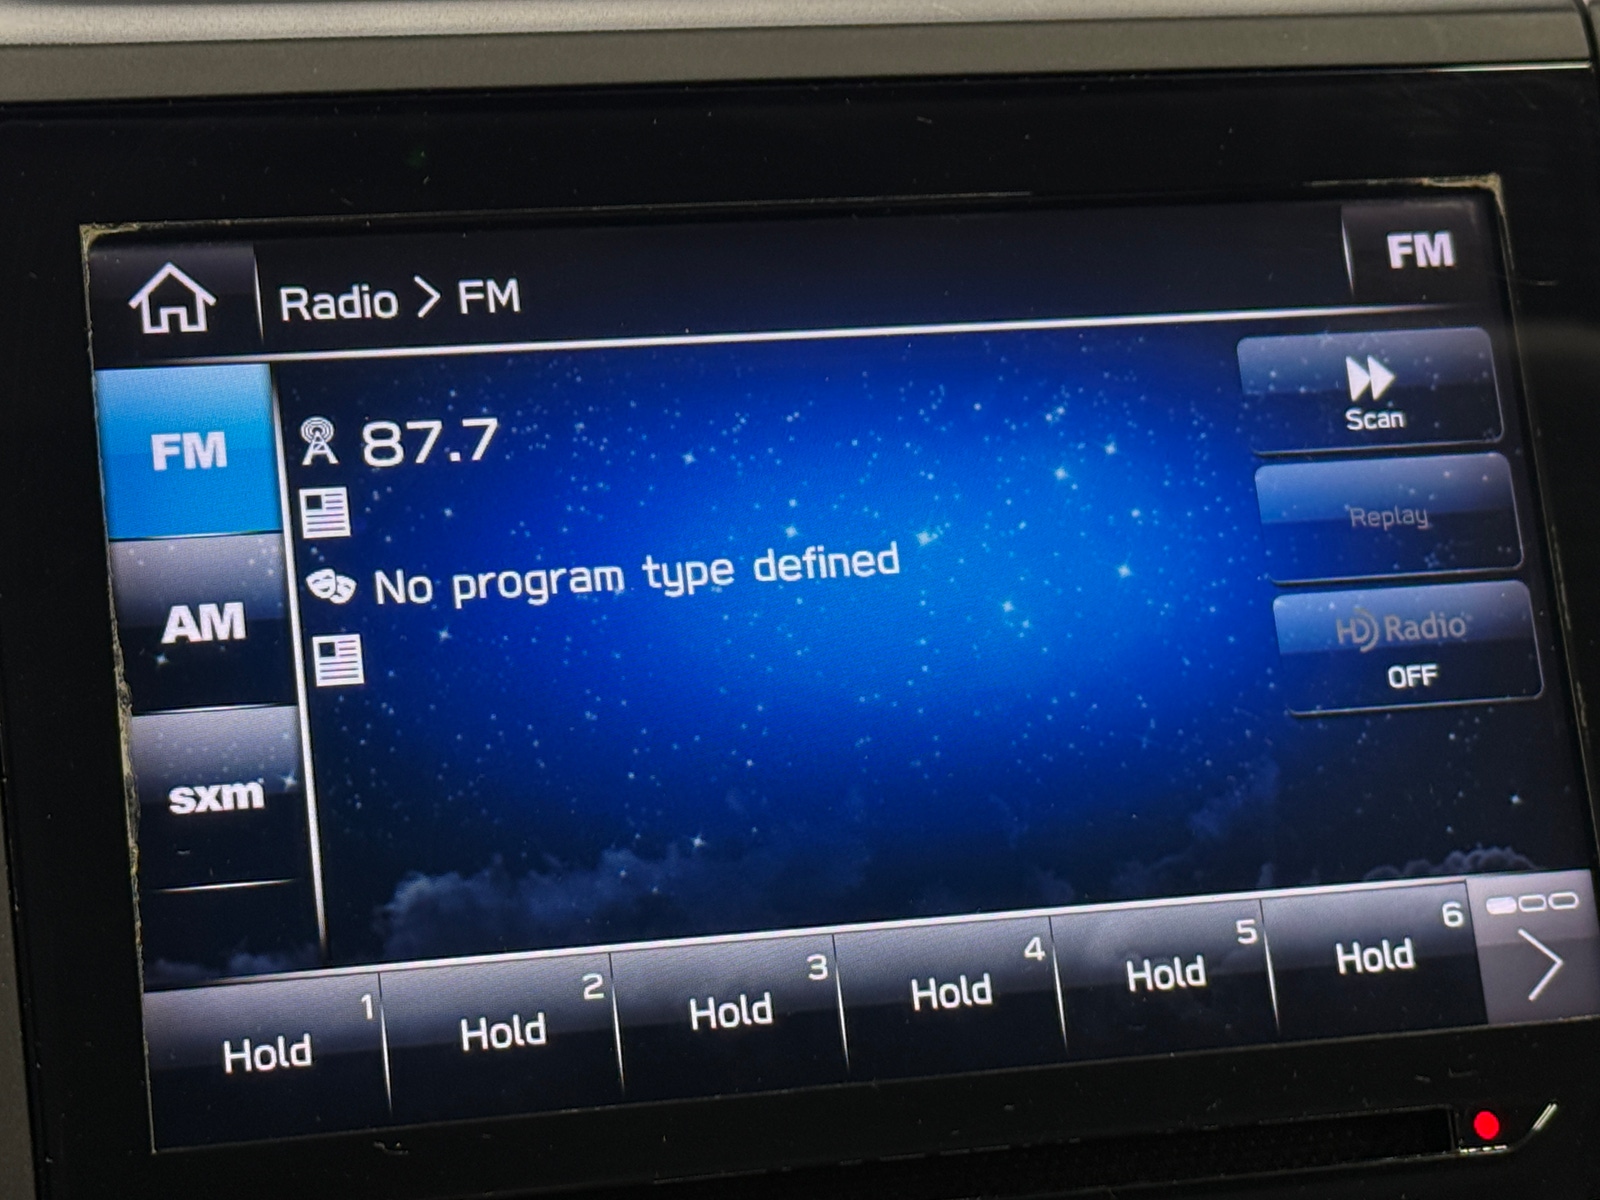 Radio > FM
FM
FM
AM
sxm
87.7
No program type defined
Scan
Replay
HD Radio
OFF
1
Hold
2
Hold
3
Hold
4
Hold
5
Hold
6
Hold